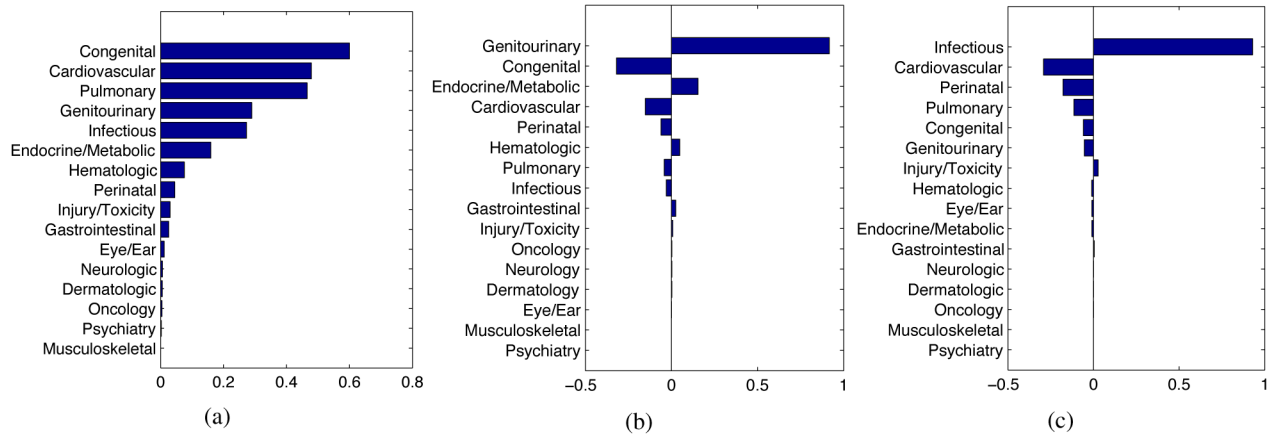 Congenital
Cardiovascular
Pulmonary
Genitourinary
Infectious
Endocrine/Metabolic
Hematologic
Perinatal
Injury/Toxicity
Gastrointestinal
Eye/Ear
Neurologic
Dermatologic
Oncology
Psychiatry
Musculoskeletal
0 0.2 0.4 0.6 0.8
(a)
Genitourinary
Congenital
Endocrine/Metabolic
Cardiovascular
Perinatal
Hematologic
Pulmonary
Infectious
Gastrointestinal
Injury/Toxicity
Oncology
Neurology
Dermatology
Eye/Ear
Musculoskeletal
Psychiatry
−0.5 0 0.5 1
(b)
Infectious
Cardiovascular
Perinatal
Pulmonary
Congenital
Genitourinary
Injury/Toxicity
Hematologic
Eye/Ear
Endocrine/Metabolic
Gastrointestinal
Neurologic
Dermatologic
Oncology
Musculoskeletal
Psychiatry
−0.5 0 0.5 1
(c)